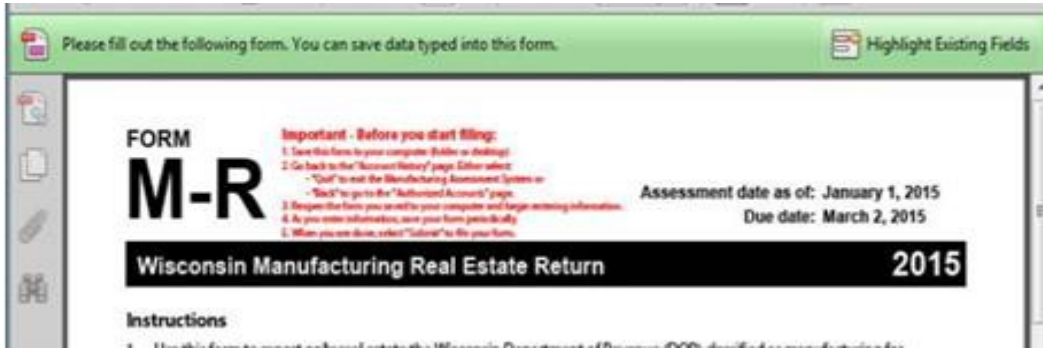 Please fill out the following form. You can save data typed into this form.
Highlight Existing Fields
FORM
M-R
Important - Before you start filing:
1. Save this form to your computer (folder or desktop)
2. Go back to the "Account History" page. Either select:
- "Quit" to exit the Manufacturing Assessment System or
- "Back" to go to the "Authorized Accounts" page.
3. Reopen the form you saved to your computer and begin entering information.
4. As you enter information, save your form periodically.
5. When you are done, select "Submit" to file your form.
Assessment date as of: January 1, 2015
Due date: March 2, 2015
Wisconsin Manufacturing Real Estate Return 2015
Instructions